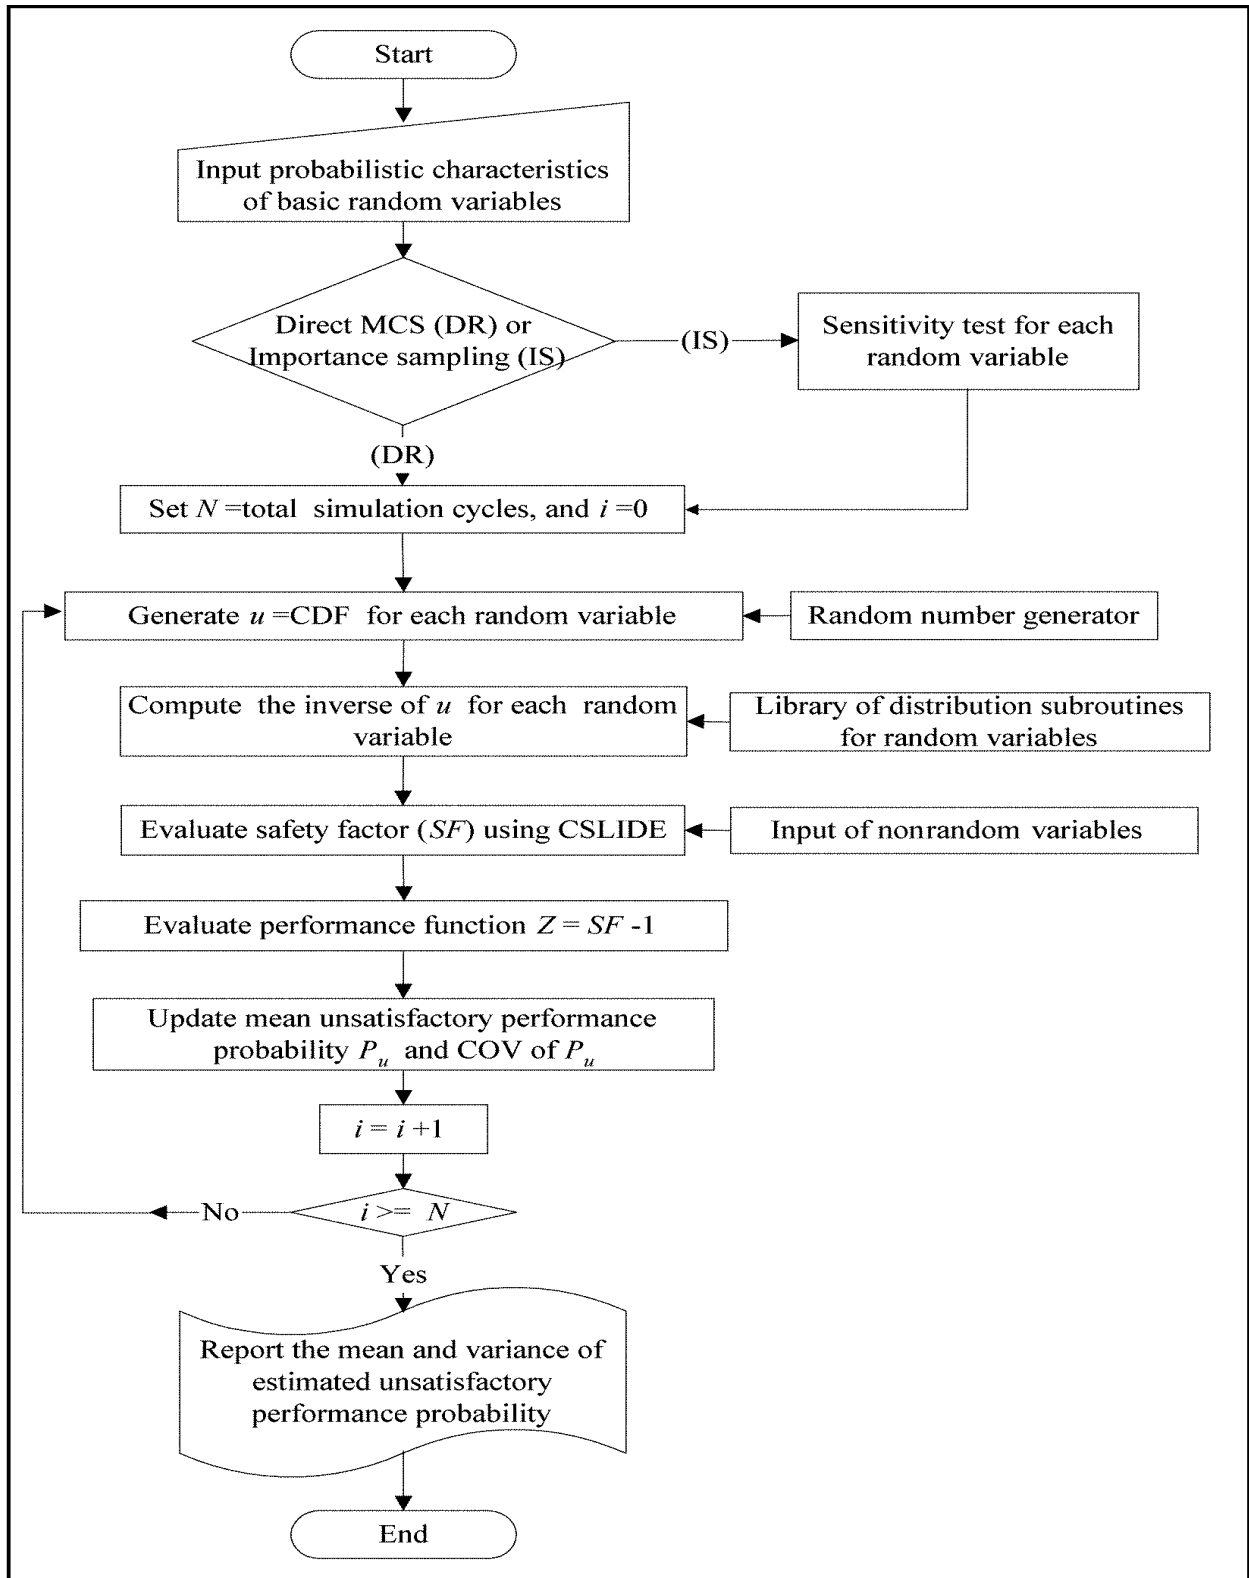 Start
Input probabilistic characteristics
of basic random variables
Direct MCS (DR) or
Importance sampling (IS)
(IS)
Sensitivity test for each
random variable
(DR)
Set N =total simulation cycles, and i =0
Generate u =CDF for each random variable
Random number generator
Compute the inverse of u for each random
variable
Library of distribution subroutines
for random variables
Evaluate safety factor (SF) using CSLIDE
Input of nonrandom variables
Evaluate performance function Z = SF -1
Update mean unsatisfactory performance
probability P_u and COV of P_u
i = i +1
i >= N
No
Yes
Report the mean and variance of
estimated unsatisfactory
performance probability
End